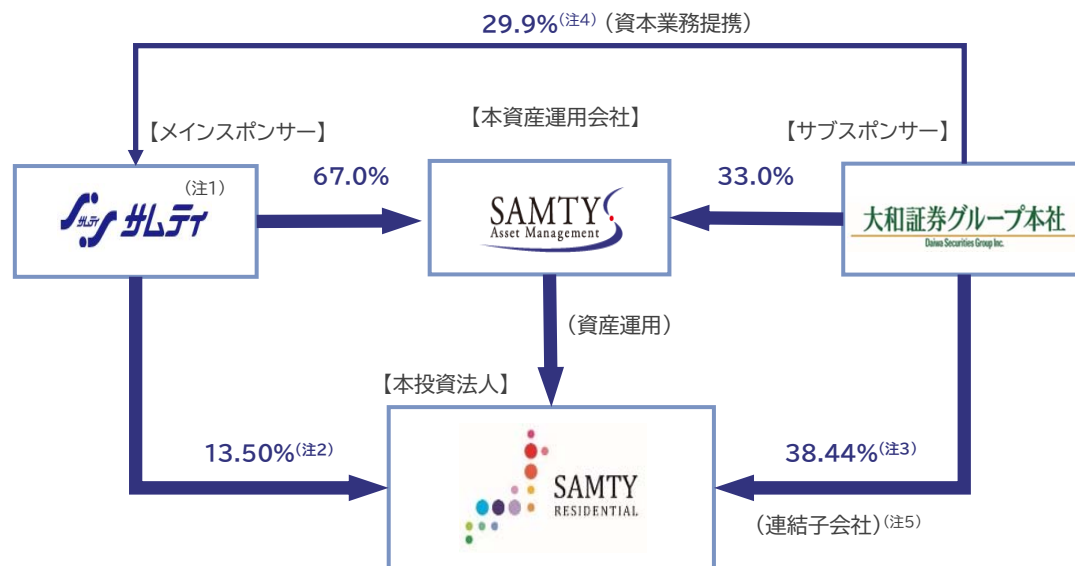 29.9%(注4)(資本業務提携)
【メインスポンサー】
【本資産運用会社】
【サブスポンサー】
(注1)
サムティ サムティ
67.0%
SAMTY
Asset Management
33.0%
大和証券グループ本社
Daiwa Securities Group Inc.
(資産運用)
【本投資法人】
13.50%(注2)
SAMTY
RESIDENTIAL
38.44%(注3)
(連結子会社)(注5)